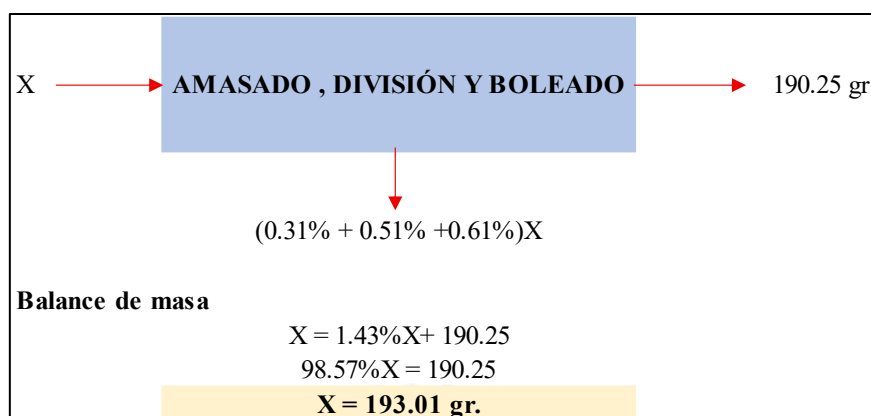 X AMASADO , DIVISIÓN Y BOLEADO 190.25 gr
(0.31% + 0.51% +0.61%)X
Balance de masa
X = 1.43%X+ 190.25
98.57%X = 190.25
X = 193.01 gr.